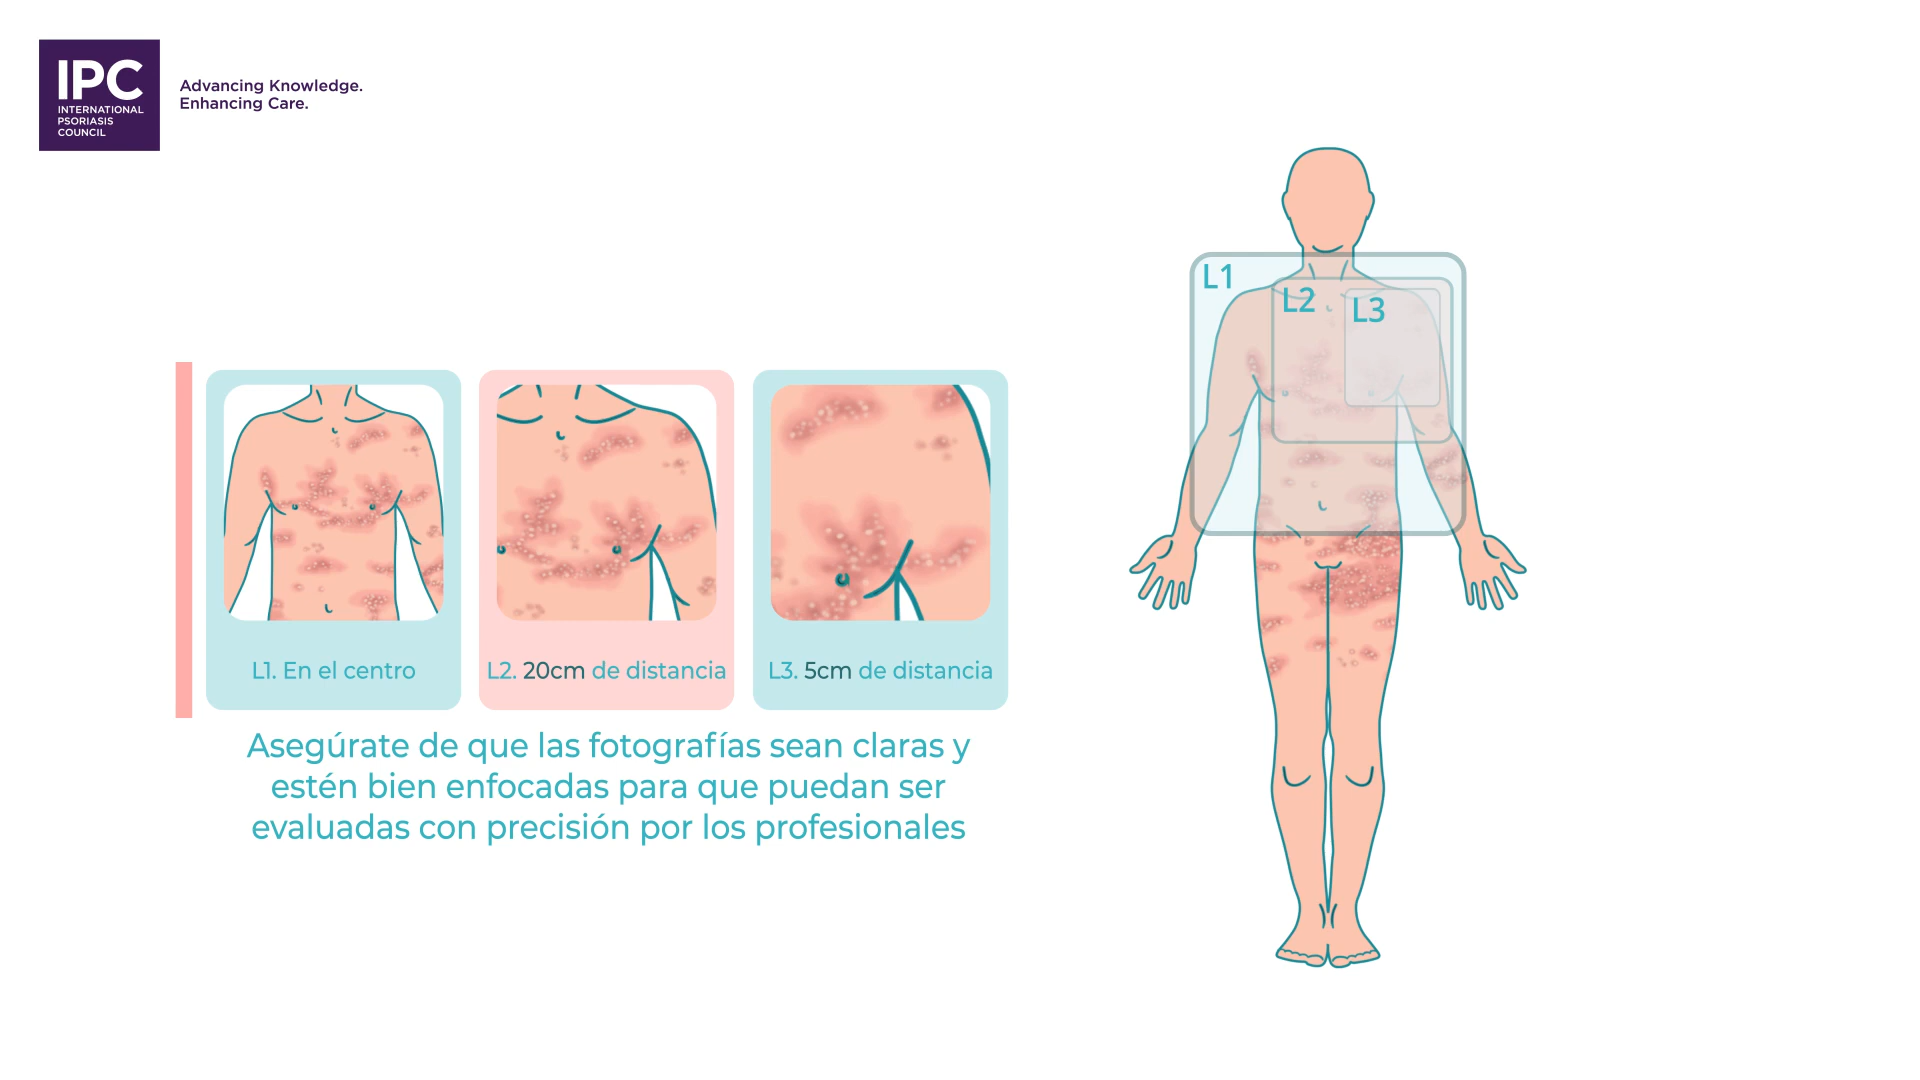 IPC
INTERNATIONAL
PSORIASIS
COUNCIL
Advancing Knowledge.
Enhancing Care.
L1. En el centro
L2. 20cm de distancia
L3. 5cm de distancia
Asegúrate de que las fotografías sean claras y
estén bien enfocadas para que puedan ser
evaluadas con precisión por los profesionales
L1
L2
L3